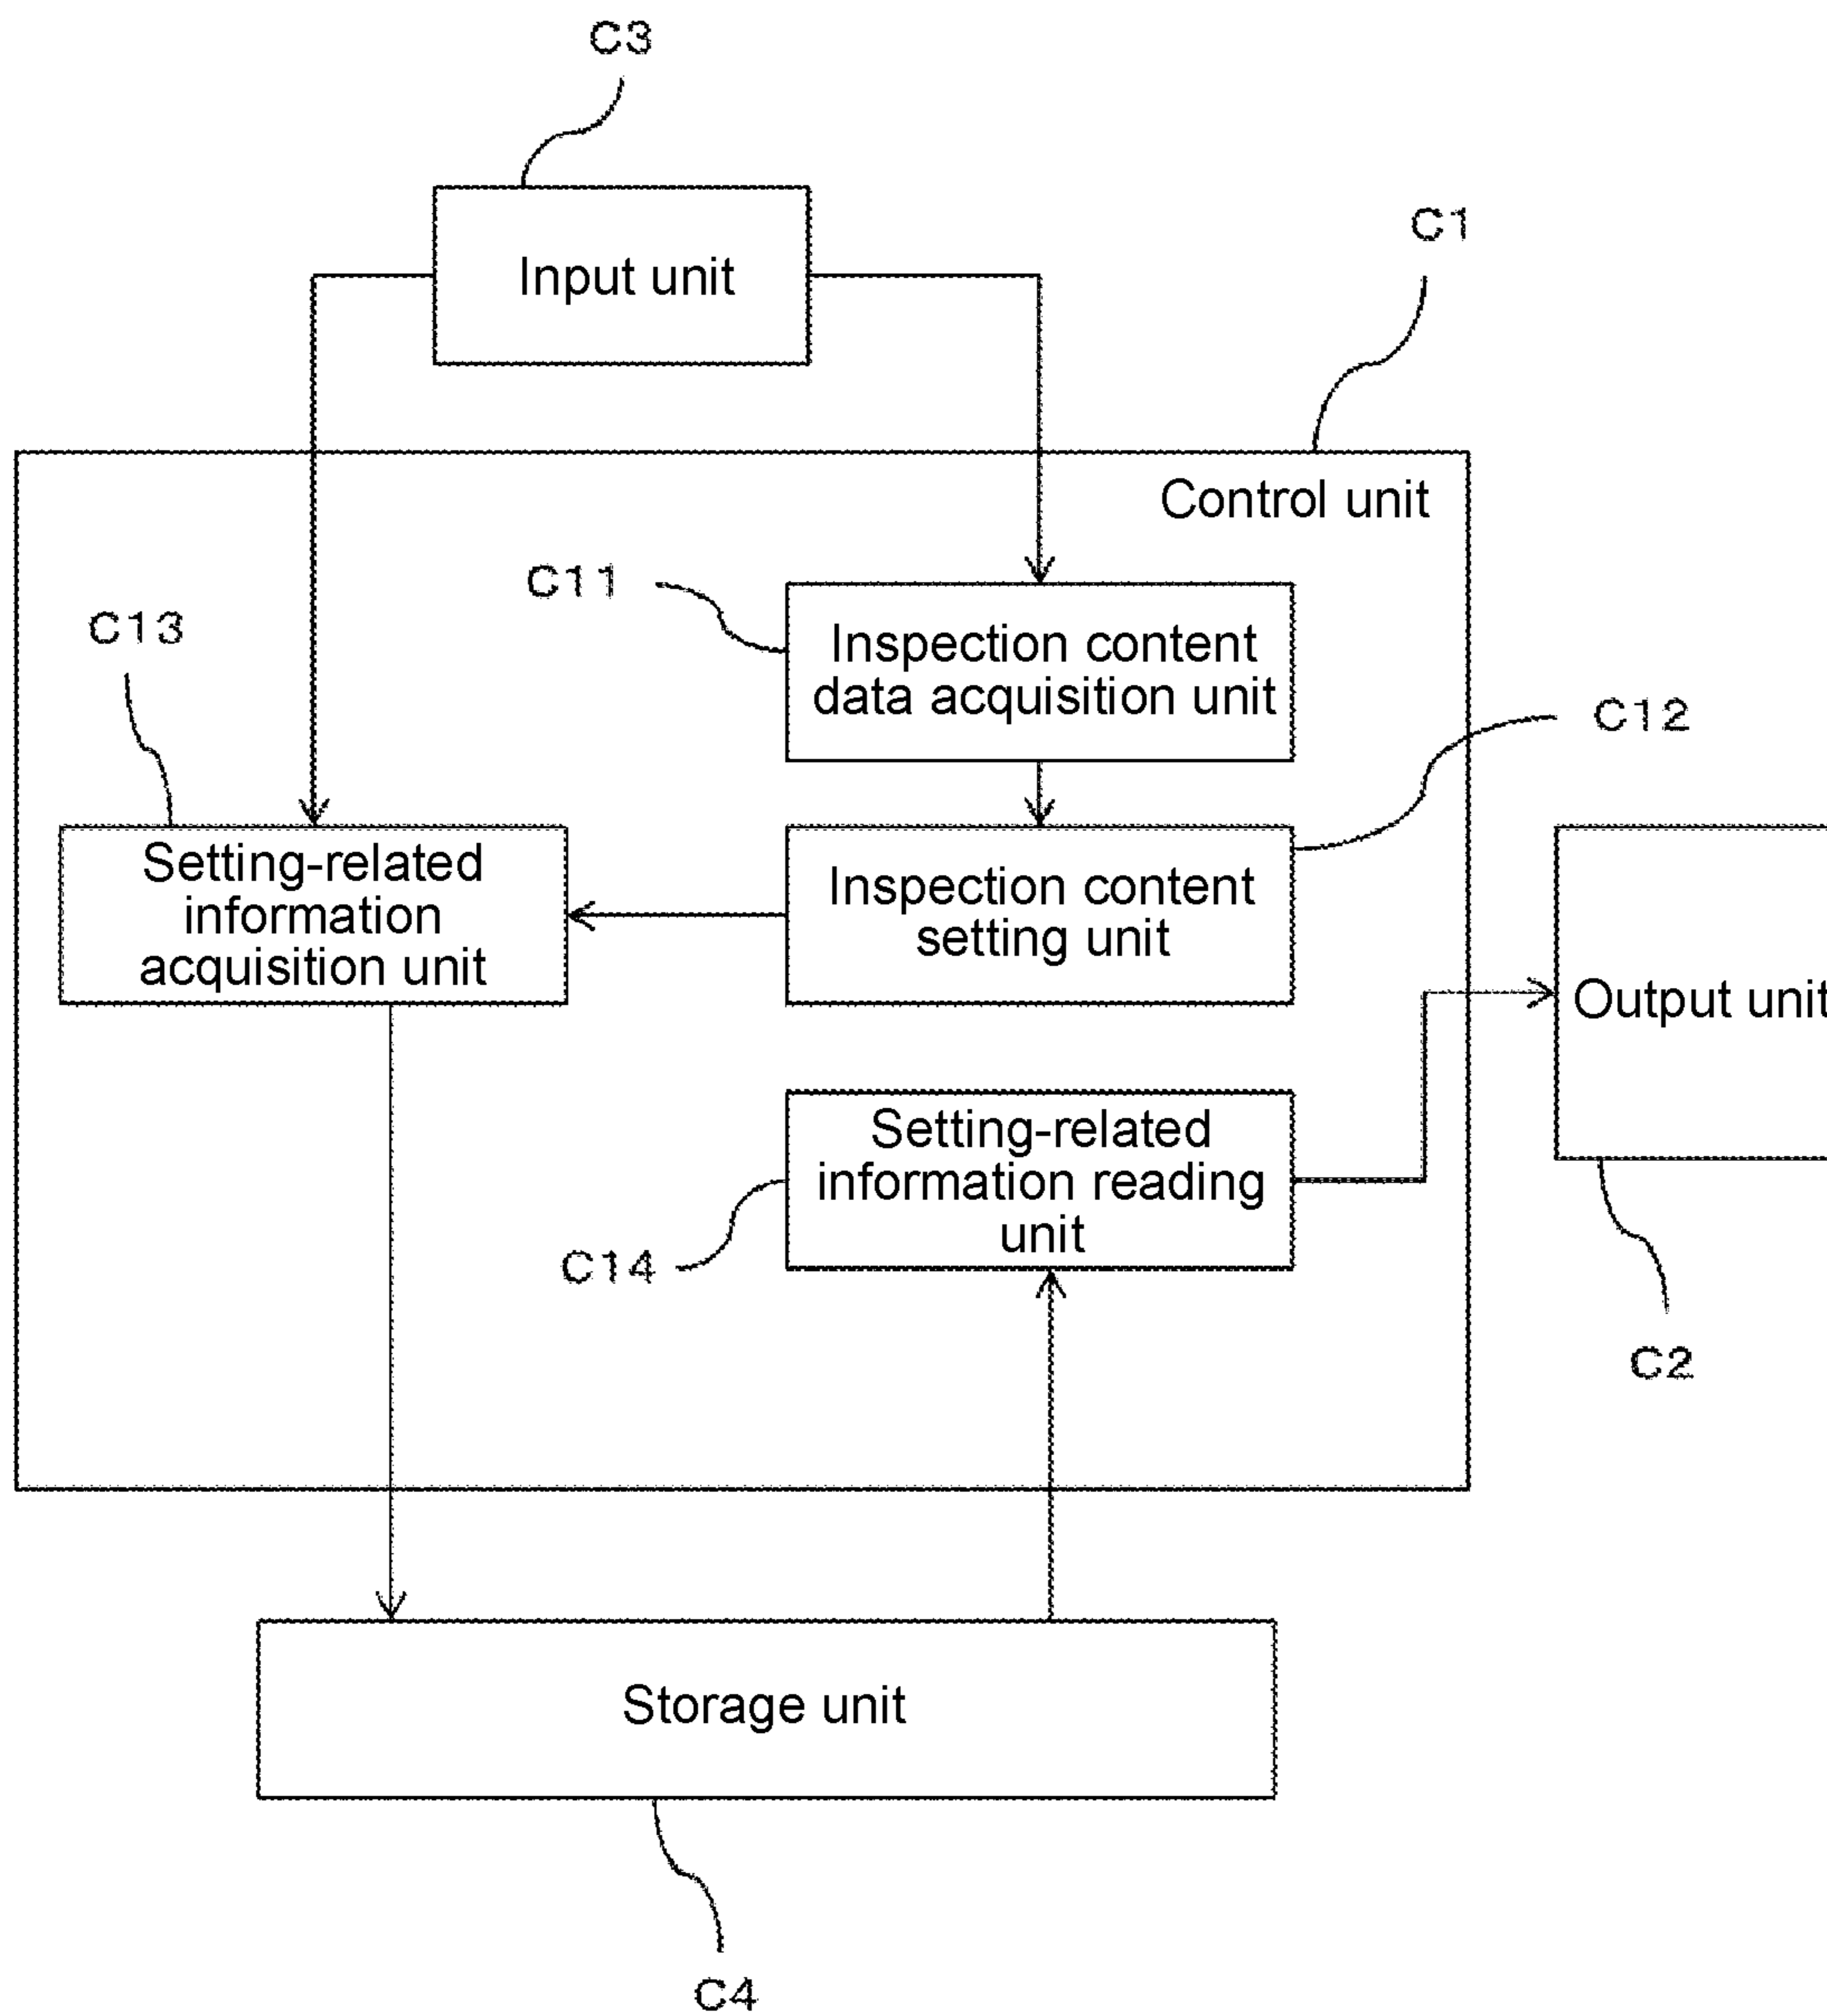 C3
Input unit
C1
Control unit
C11
Inspection content
data acquisition unit
C13
C12
Setting-related
information
acquisition unit
Inspection content
setting unit
Output unit
Setting-related
information reading
unit
C14
C2
Storage unit
C4